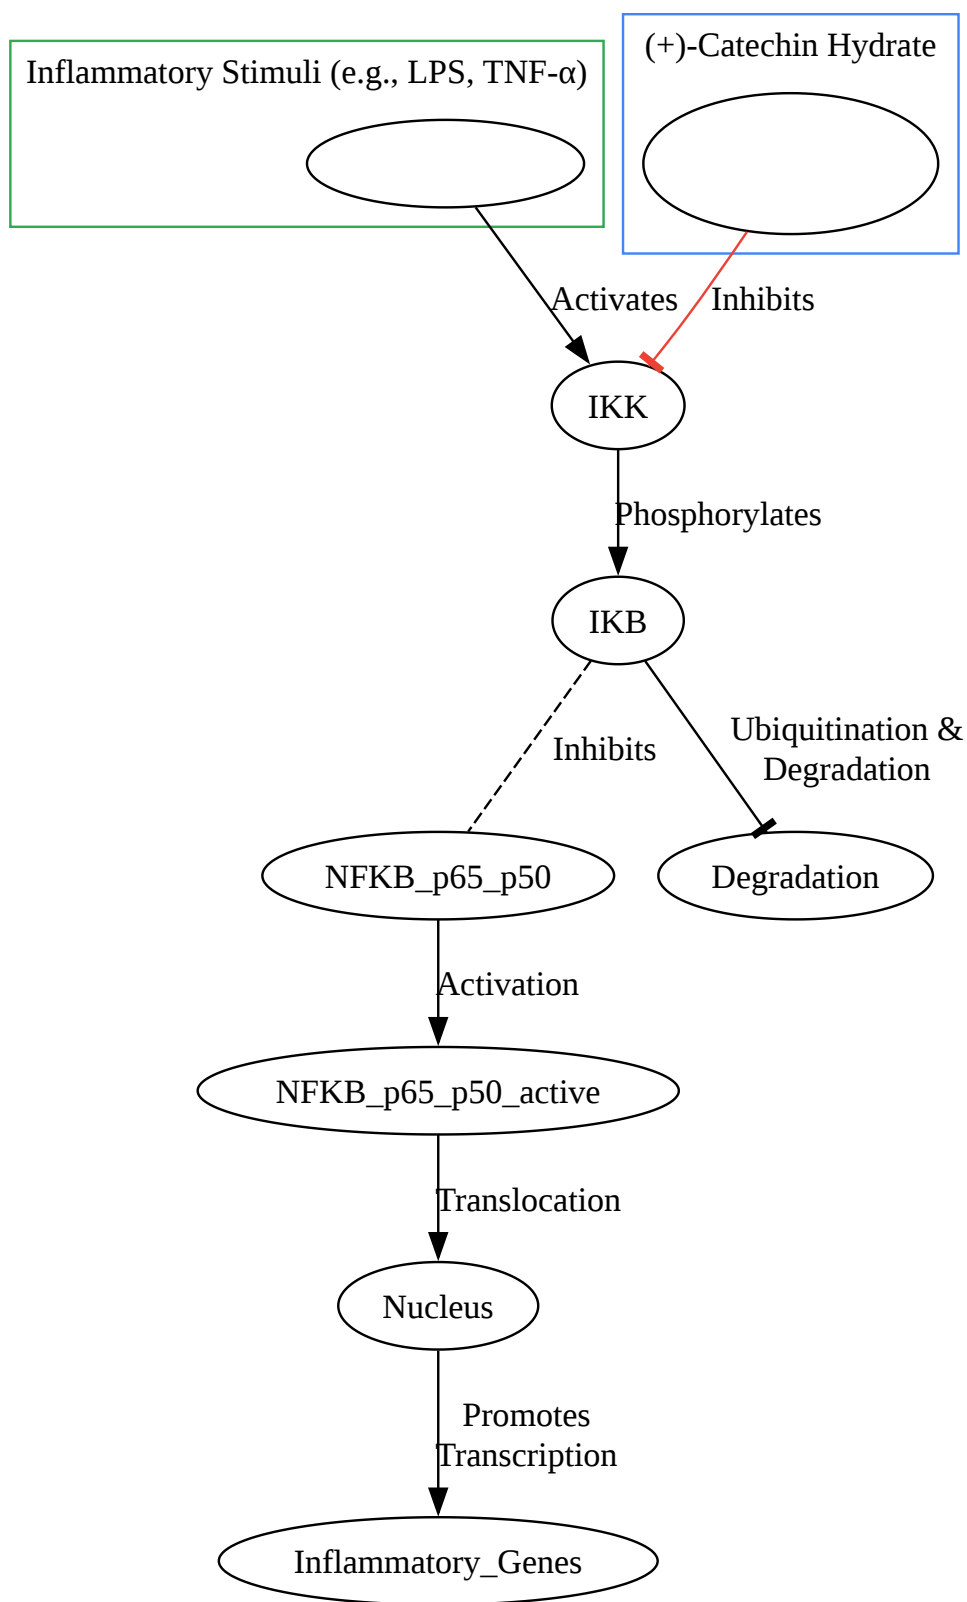 (+)-Catechin Hydrate
Inflammatory Stimuli (e.g., LPS, TNF-α)
Activates
Inhibits
IKK
Phosphorylates
IKB
Inhibits
Ubiquitination &
Degradation
NFKB_p65_p50
Degradation
Activation
NFKB_p65_p50_active
Translocation
Nucleus
Promotes
Transcription
Inflammatory_Genes